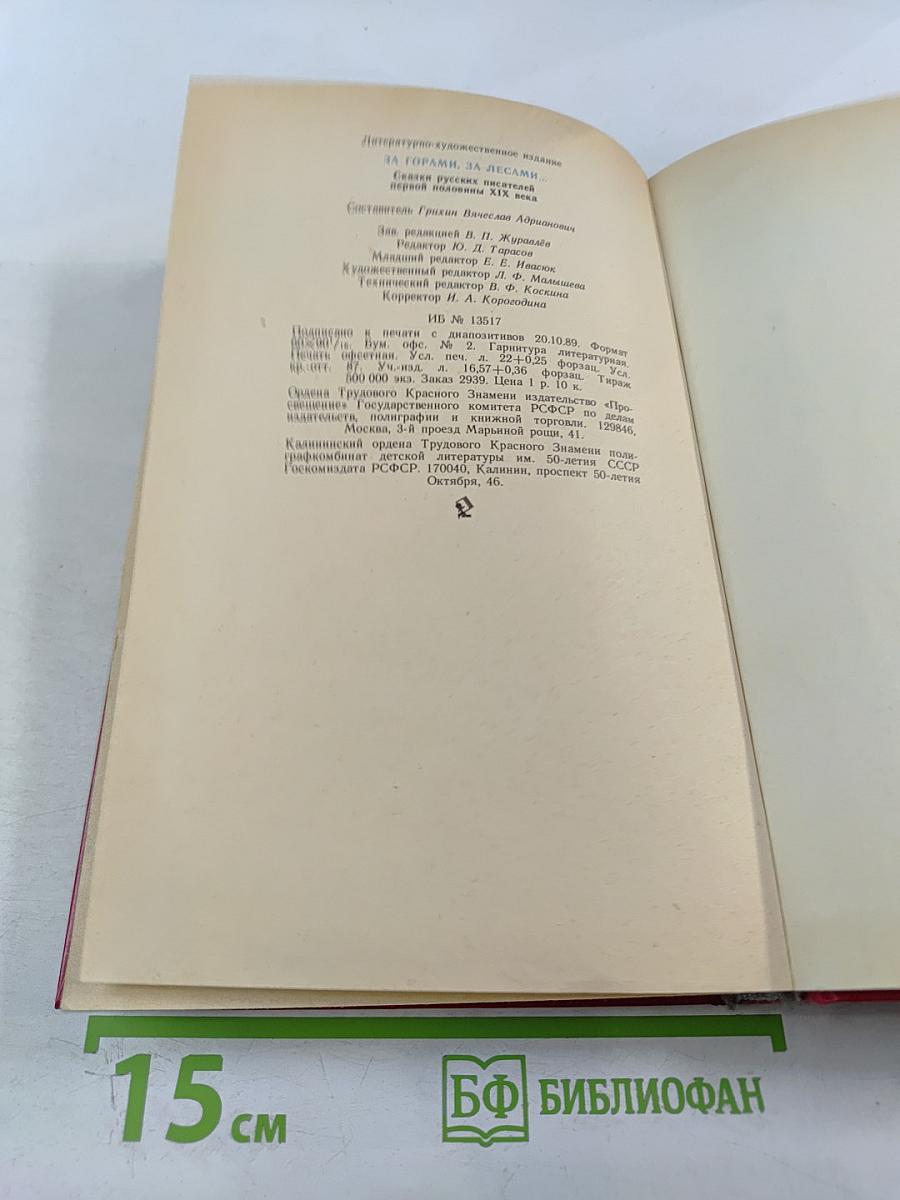 Литературно-художественное издание
ЗА ГОРАМИ, ЗА ЛЕСАМИ...
Сказки русских писателей
первой половины XIX века
Составитель Грихин Вячеслав Адрианович
Зав. редакцией В. П. Журавлёв
Редактор Ю. Д. Тарасов
Младший редактор Е. Е. Ивасюк
Художественный редактор Л. Ф. Малышева
Технический редактор В. Ф. Коскина
Корректор И. А. Корогодина
ИБ № 13517
Подписано к печати с диапозитивов 20.10.89. Формат
60×90¹/₁₆. Бум. офс. № 2. Гарнитура литературная.
Печать офсетная. Усл. печ. л. 22+0,25 форзац. Усл.
кр.-отт. 87. Уч.-изд. л. 16,57+0,36 форзац. Тираж
500 000 экз. Заказ 2939. Цена 1 р. 10 к.
Ордена Трудового Красного Знамени издательство «Про-
свещение» Государственного комитета РСФСР по делам
издательств, полиграфии и книжной торговли. 129846,
Москва, 3-й проезд Марьиной рощи, 41.
Калининский ордена Трудового Красного Знамени поли-
графкомбинат детской литературы им. 50-летия СССР
Госкомиздата РСФСР. 170040, Калинин, проспект 50-летия
Октября, 46.
15 см
БФ БИБЛИОФАН